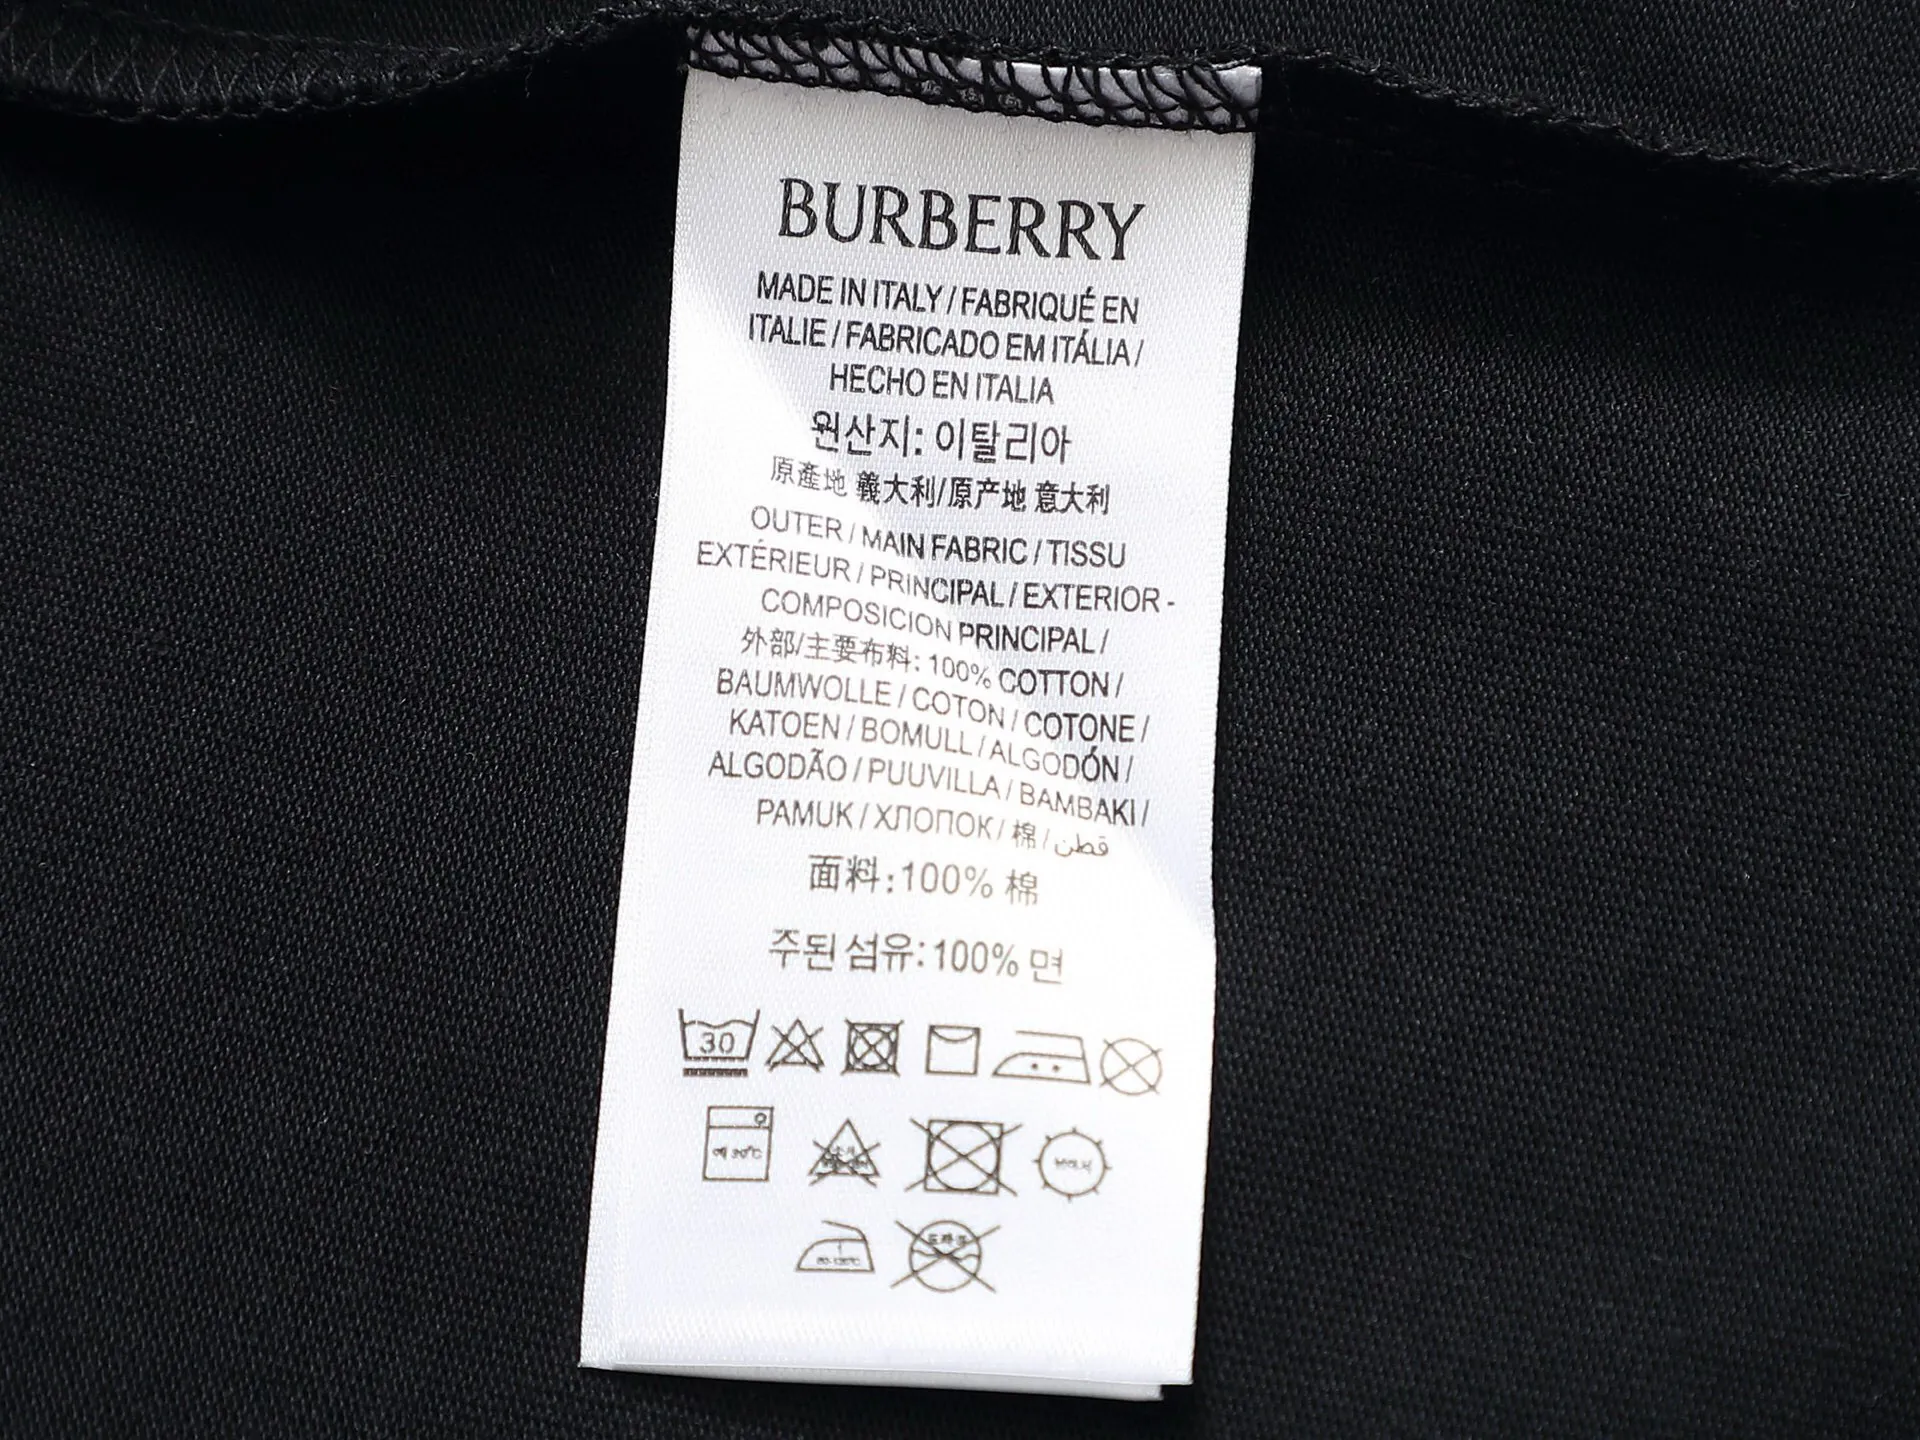 BURBERRY
MADE IN ITALY / FABRIQUÉ EN
ITALIE / FABRICADO EM ITÁLIA /
HECHO EN ITALIA
원산지: 이탈리아
原產地 義大利/原产地 意大利
OUTER / MAIN FABRIC / TISSU
EXTÉRIEUR / PRINCIPAL / EXTERIOR -
COMPOSICION PRINCIPAL /
外部/主要布料: 100% COTTON /
BAUMWOLLE / COTON / COTONE /
KATOEN / BOMULL / ALGODÓN /
ALGODÃO / PUUVILLA / BAMBAKI /
PAMUK / ХЛОПОК / 棉 / قطن
面料:100% 棉
주된 섬유:100% 면
30